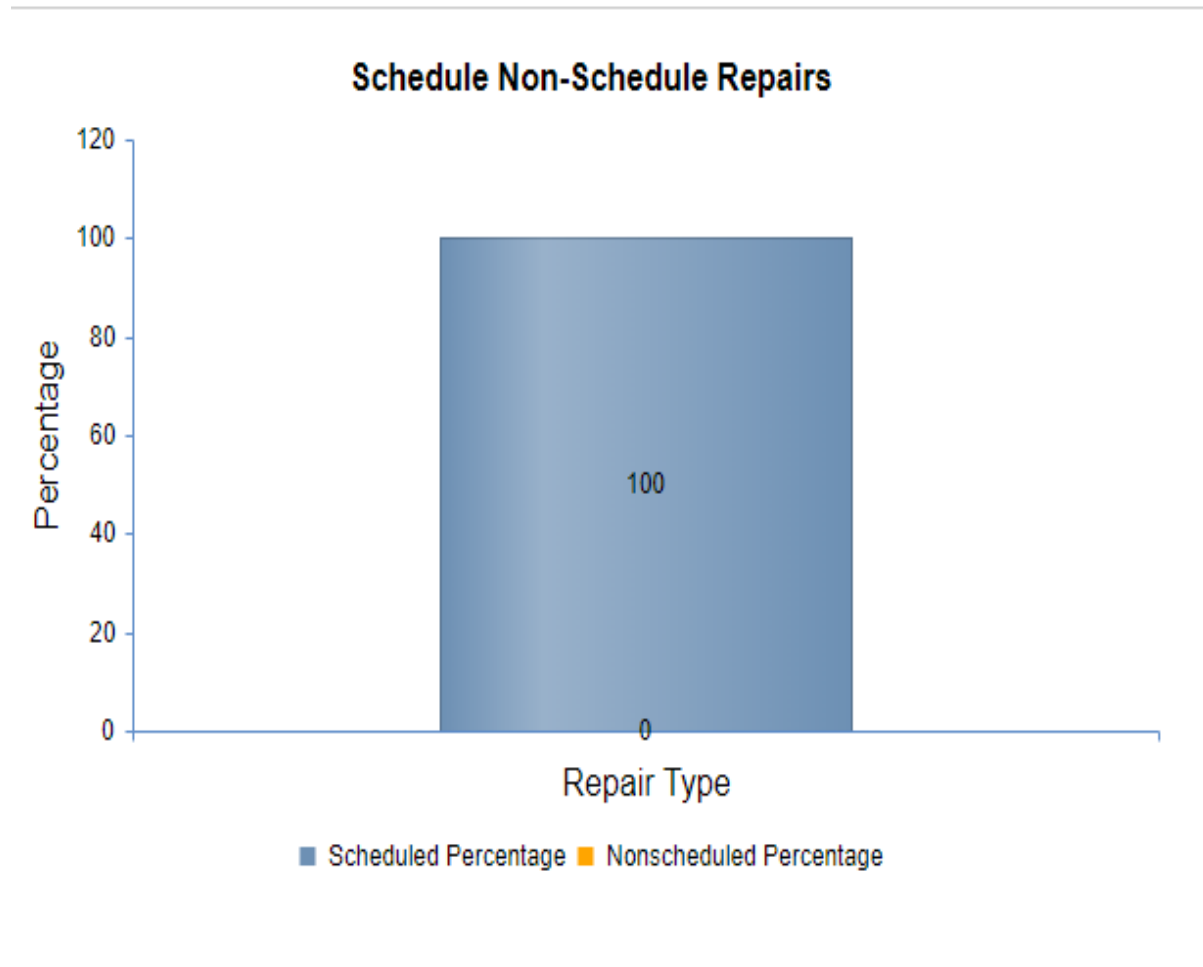 Schedule Non-Schedule Repairs
120
100
80
60
40
20
0
Percentage
100
0
Repair Type
Scheduled Percentage Nonscheduled Percentage